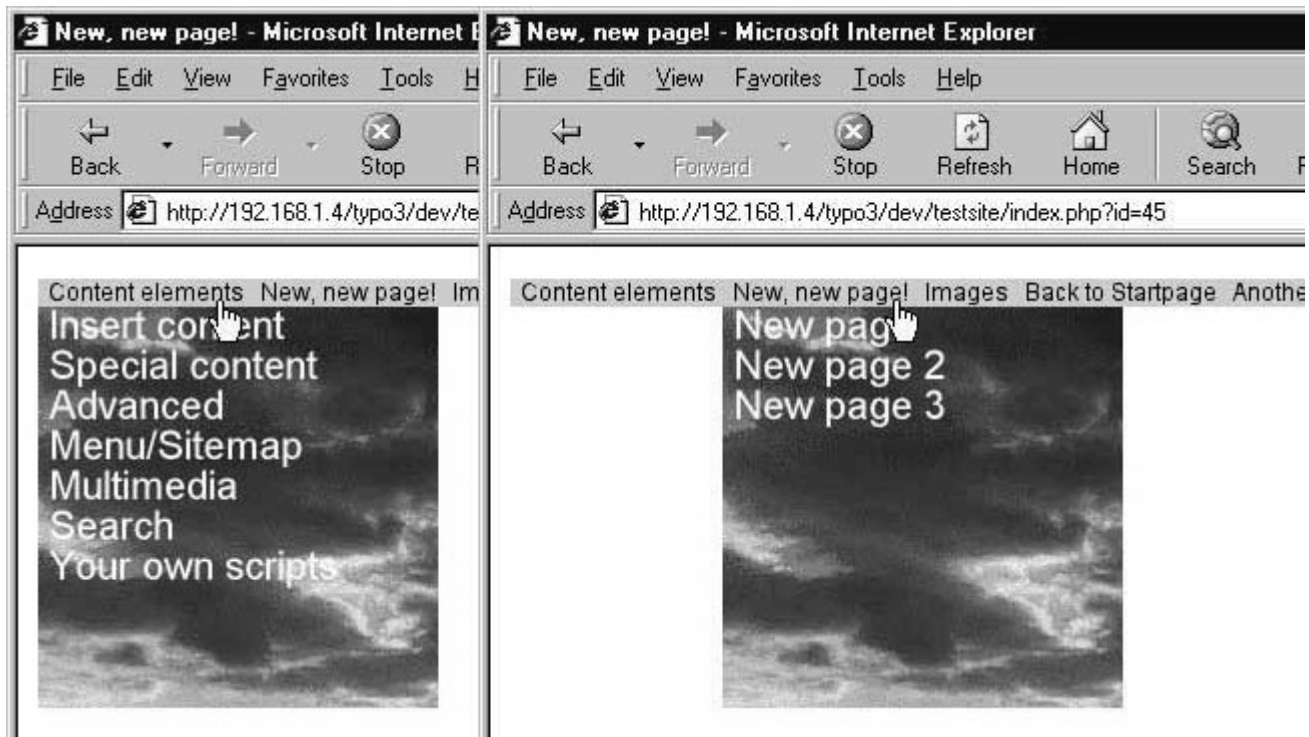 New, new page! - Microsoft Internet
File Edit View Favorites Tools
Back Forward Stop
Address http://192.168.1.4/typo3/dev/te
Content elements New, new page! Im
Insert content
Special content
Advanced
Menu/Sitemap
Multimedia
Search
Your own scripts
New, new page! - Microsoft Internet Explorer
File Edit View Favorites Tools Help
Back Forward Stop Refresh Home Search
Address http://192.168.1.4/typo3/dev/testsite/index.php?id=45
Content elements New, new page! Images Back to Startpage Anothe
New page
New page 2
New page 3